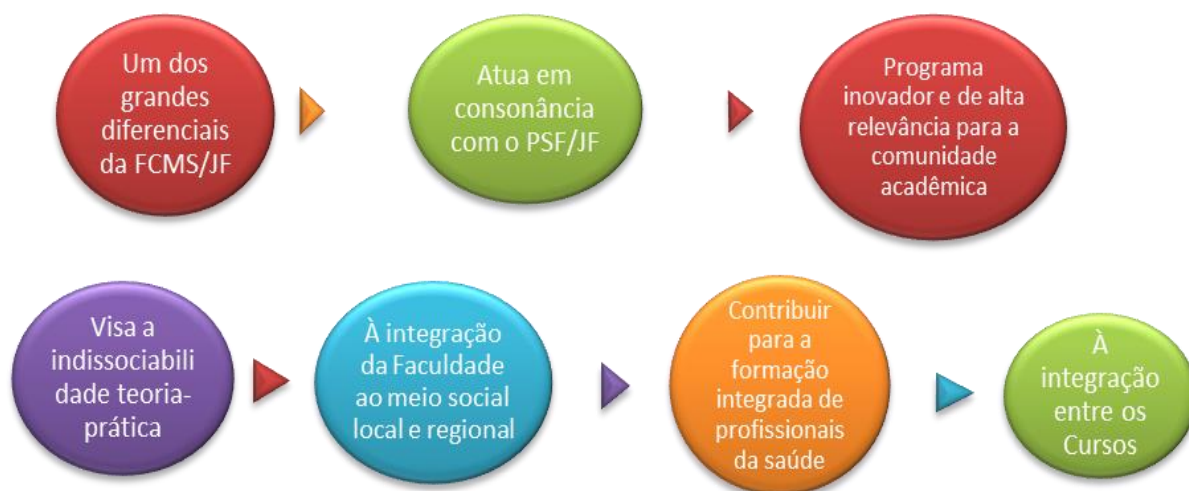 Um dos
grandes
diferenciais
da FCMS/JF
Atua em
consonância
com o PSF/JF
Programa
inovador e de alta
relevância para a
comunidade
acadêmica
Visa a
indissociabili
dade teoria-
prática
À integração
da Faculdade
ao meio social
local e regional
Contribuir
para a
formação
integrada de
profissionais
da saúde
À
integração
entre os
Cursos